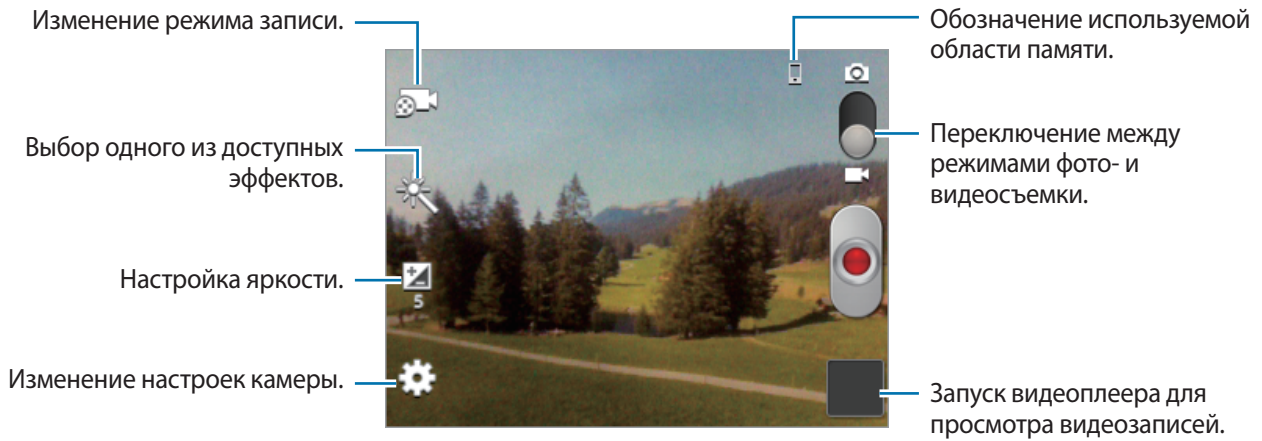 Изменение режима записи.
Выбор одного из доступных
эффектов.
Настройка яркости.
5
Изменение настроек камеры.
Обозначение используемой
области памяти.
Переключение между
режимами фото- и
видеосъемки.
Запуск видеоплеера для
просмотра видеозаписей.